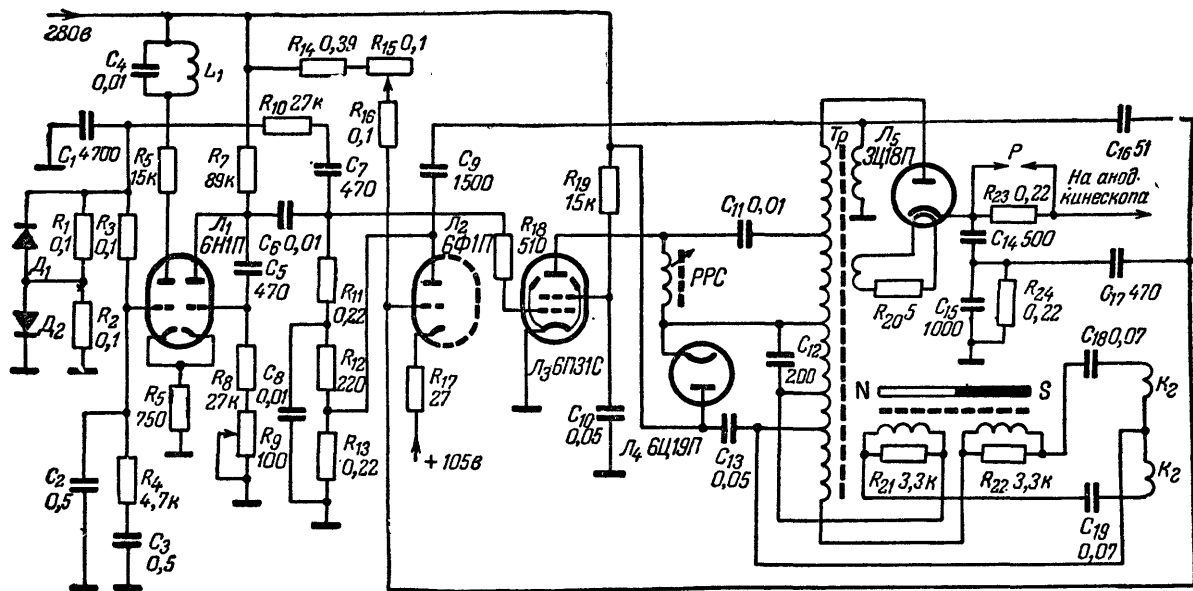 280в
C4
0,01
L1
R14 0,39
R15 0,1
R10 27к
R16
0,1
C1 4700
R5
15к
R7
89к
C7
470
C9
1500
R19
15к
R1
0,1
R3
0,1
Д1
Д2
R2
0,1
Л1
6Н1П
C6 0,01
C5
470
R11
0,22
Л2
6Ф1П
R18
510
C11 0,01
РРС
Тр
Л5
3Ц18П
C16 51
Р
На анод.
кинескопа
R23 0,22
C14 500
R20 5
C15
1000
R24
0,22
C17 470
R5
750
R8
27к
R9
100
C8
0,01
R12
220
R13
0,22
R17
27
+105в
Л3 6П31С
C10
0,05
Л4 6Ц19П
C13
0,05
C12
200
N
S
R21 3,3к
R22 3,3к
C18 0,07
К2
К2
C19
0,07
C2
0,5
R4
4,7к
C3
0,5